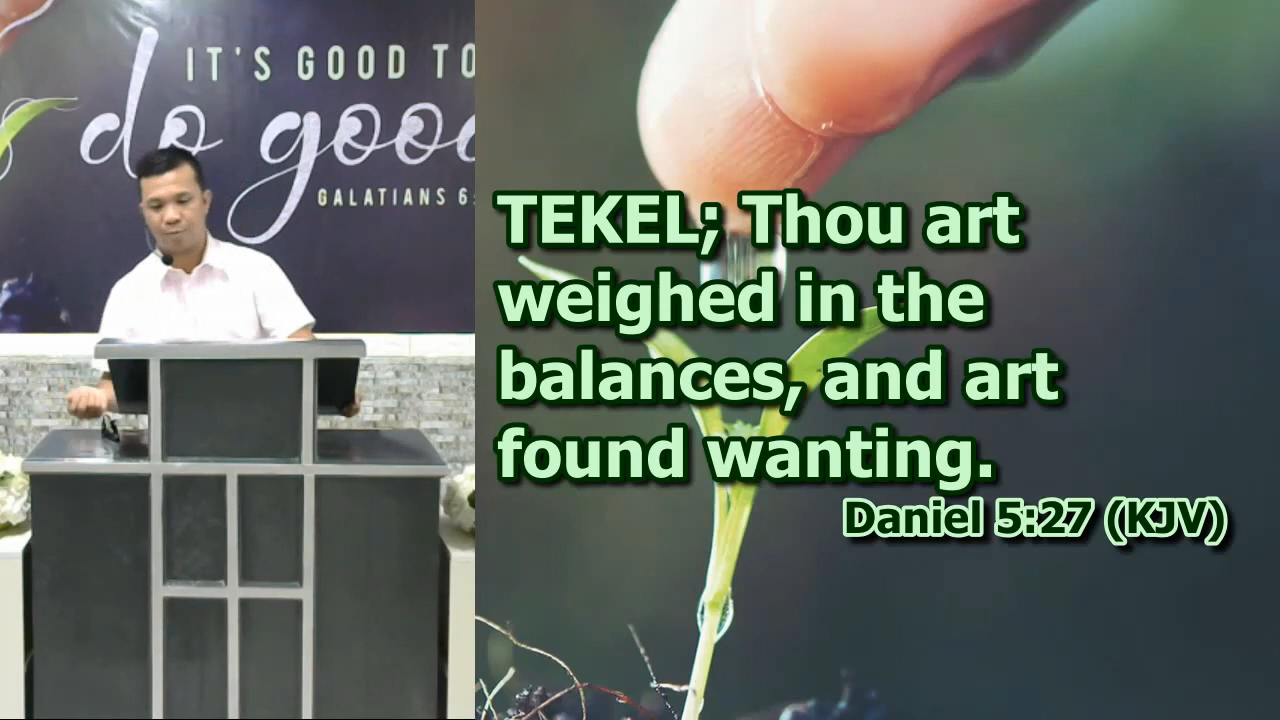 IT'S GOOD TO
do good
GALATIANS 6:
TEKEL; Thou art
weighed in the
balances, and art
found wanting.
Daniel 5:27 (KJV)